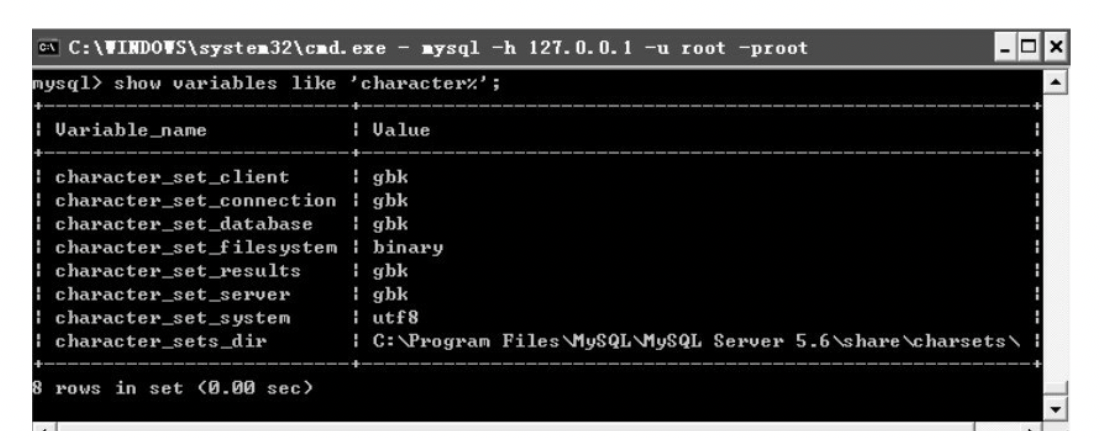 C:\WINDOWS\system32\cmd.exe - mysql -h 127.0.0.1 -u root -proot
mysql> show variables like 'character%';
+--------------------------+--------------------------------------------------------+
| Variable_name | Value |
+--------------------------+--------------------------------------------------------+
| character_set_client | gbk |
| character_set_connection | gbk |
| character_set_database | gbk |
| character_set_filesystem | binary |
| character_set_results | gbk |
| character_set_server | gbk |
| character_set_system | utf8 |
| character_sets_dir | C:\Program Files\MySQL\MySQL Server 5.6\share\charsets\ |
+--------------------------+--------------------------------------------------------+
8 rows in set (0.00 sec)